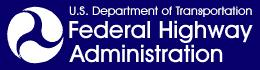 U.S. Department of Transportation
Federal Highway
Administration